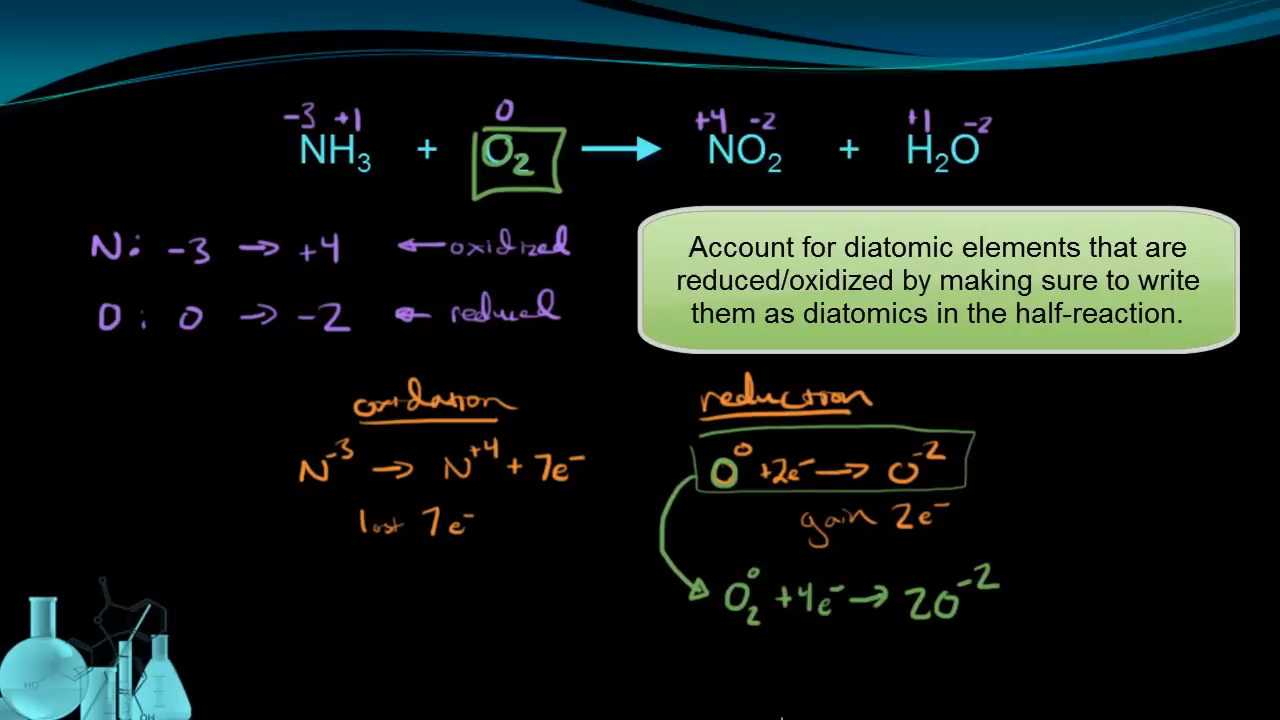 -3 +1 0 +4 -2 +1 -2
NH₃ + O₂ → NO₂ + H₂O
N: -3 → +4 ← oxidized
O: 0 → -2 ← reduced
Account for diatomic elements that are
reduced/oxidized by making sure to write
them as diatomics in the half-reaction.
oxidation reduction
N⁻³ → N⁺⁴ + 7e⁻ O⁰ +2e⁻ → O⁻²
lost 7e⁻ gain 2e⁻
O₂⁰ +4e⁻ → 2O⁻²
HO
OH